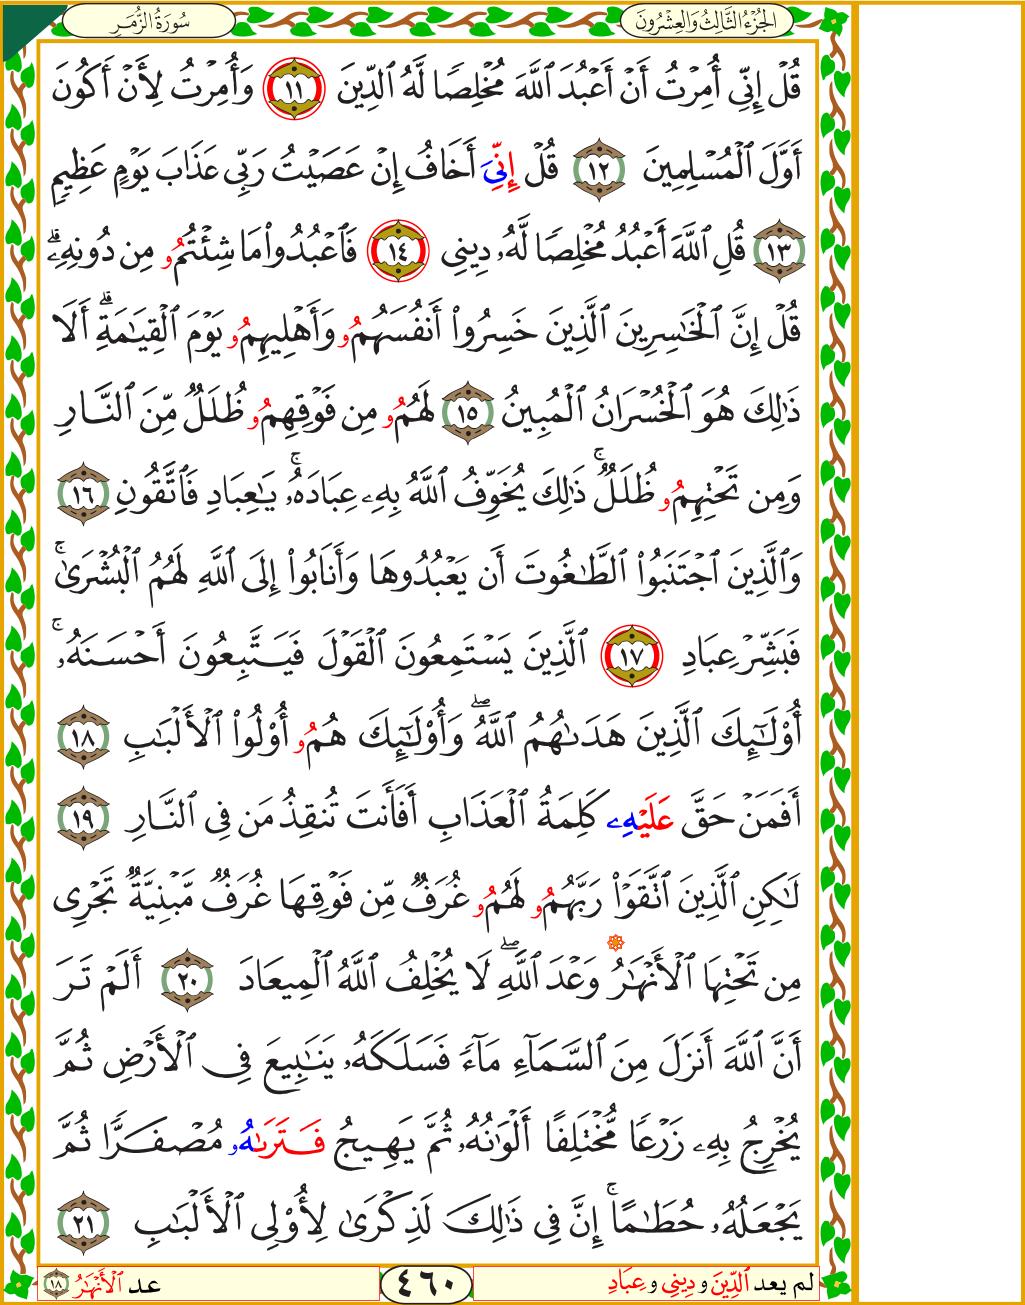 الجُزْءُ الثَّالِثُ وَالعِشْرُونَ
سُورَةُ الزُّمَرِ
قُلْ إِنِّيٓ أُمِرْتُ أَنْ أَعْبُدَ ٱللَّهَ مُخْلِصًا لَّهُ ٱلدِّينَ ١١ وَأُمِرْتُ لِأَنْ أَكُونَ
أَوَّلَ ٱلْمُسْلِمِينَ ١٢ قُلْ إِنِّيَ أَخَافُ إِنْ عَصَيْتُ رَبِّي عَذَابَ يَوْمٍ عَظِيمٍ
١٣ قُلِ ٱللَّهَ أَعْبُدُ مُخْلِصًا لَّهُۥ دِينِي ١٤ فَٱعْبُدُوا۟ مَا شِئْتُمُۥ مِن دُونِهِۦۗ
قُلْ إِنَّ ٱلْخَٰسِرِينَ ٱلَّذِينَ خَسِرُوٓا۟ أَنفُسَهُمُۥ وَأَهْلِيهِمُۥ يَوْمَ ٱلْقِيَٰمَةِۗ أَلَا
ذَٰلِكَ هُوَ ٱلْخُسْرَانُ ٱلْمُبِينُ ١٥ لَهُمُۥ مِن فَوْقِهِمُۥ ظُلَلٌ مِّنَ ٱلنَّارِ
وَمِن تَحْتِهِمُۥ ظُلَلٌۚ ذَٰلِكَ يُخَوِّفُ ٱللَّهُ بِهِۦ عِبَادَهُۥۚ يَٰعِبَادِ فَٱتَّقُونِ ١٦
وَٱلَّذِينَ ٱجْتَنَبُوا۟ ٱلطَّٰغُوتَ أَن يَعْبُدُوهَا وَأَنَابُوٓا۟ إِلَى ٱللَّهِ لَهُمُ ٱلْبُشْرَىٰۚ
فَبَشِّرْ عِبَادِ ١٧ ٱلَّذِينَ يَسْتَمِعُونَ ٱلْقَوْلَ فَيَتَّبِعُونَ أَحْسَنَهُۥۚ
أُو۟لَٰٓئِكَ ٱلَّذِينَ هَدَىٰهُمُ ٱللَّهُۖ وَأُو۟لَٰٓئِكَ هُمُۥ أُو۟لُوا۟ ٱلْأَلْبَٰبِ ١٨
أَفَمَنْ حَقَّ عَلَيْهِۦ كَلِمَةُ ٱلْعَذَابِ أَفَأَنتَ تُنقِذُ مَن فِي ٱلنَّارِ ١٩
لَٰكِنِ ٱلَّذِينَ ٱتَّقَوْا۟ رَبَّهُمُۥ لَهُمُۥ غُرَفٌ مِّن فَوْقِهَا غُرَفٌ مَّبْنِيَّةٌ تَجْرِي
مِن تَحْتِهَا ٱلْأَنْهَٰرُ وَعْدَ ٱللَّهِۖ لَا يُخْلِفُ ٱللَّهُ ٱلْمِيعَادَ ٢٠ أَلَمْ تَرَ
أَنَّ ٱللَّهَ أَنزَلَ مِنَ ٱلسَّمَآءِ مَآءً فَسَلَكَهُۥ يَنَٰبِيعَ فِي ٱلْأَرْضِ ثُمَّ
يُخْرِجُ بِهِۦ زَرْعًا مُّخْتَلِفًا أَلْوَٰنُهُۥ ثُمَّ يَهِيجُ فَتَرَىٰهُۥ مُصْفَرًّا ثُمَّ
يَجْعَلُهُۥ حُطَٰمًاۚ إِنَّ فِي ذَٰلِكَ لَذِكْرَىٰ لِأُو۟لِي ٱلْأَلْبَٰبِ ٢١
لم يعد ٱلدِّينَ و دِينِي و عِبَادِ
٤٦٠
عد ٱلْأَنْهَٰرُ ١٨